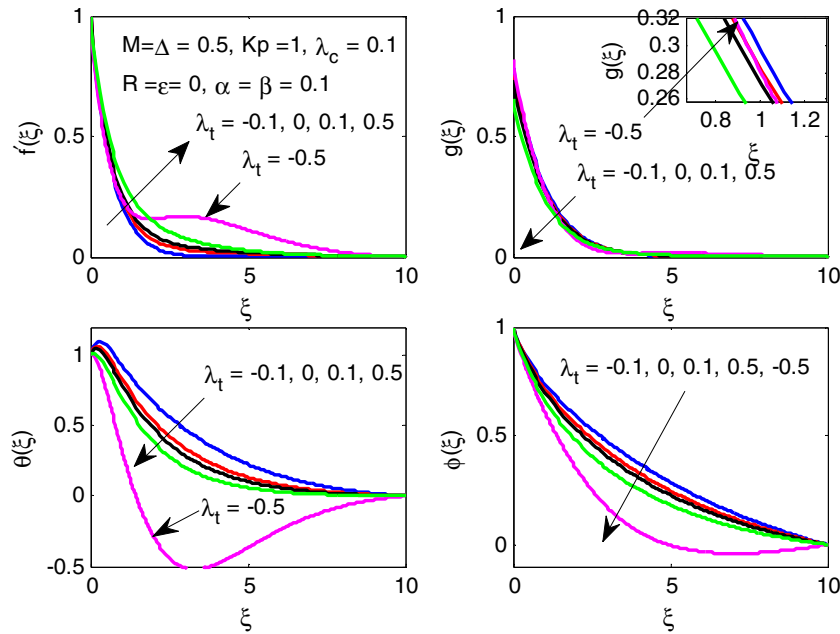 1
M=Δ = 0.5, Kp =1, λc = 0.1
R =ε= 0, α = β = 0.1
λt = -0.1, 0, 0.1, 0.5
λt = -0.5
0.5
f′(ξ)
0
0 5 10
ξ
1
0.32
0.3
0.28
0.26
g(ξ)
0.8 1 1.2
ξ
λt = -0.5
λt = -0.1, 0, 0.1, 0.5
0.5
g(ξ)
0
0 5 10
ξ
1
λt = -0.1, 0, 0.1, 0.5
0.5
θ(ξ)
0
λt = -0.5
-0.5
0 5 10
ξ
1
λt = -0.1, 0, 0.1, 0.5, -0.5
0.5
ϕ(ξ)
0
0 5 10
ξ